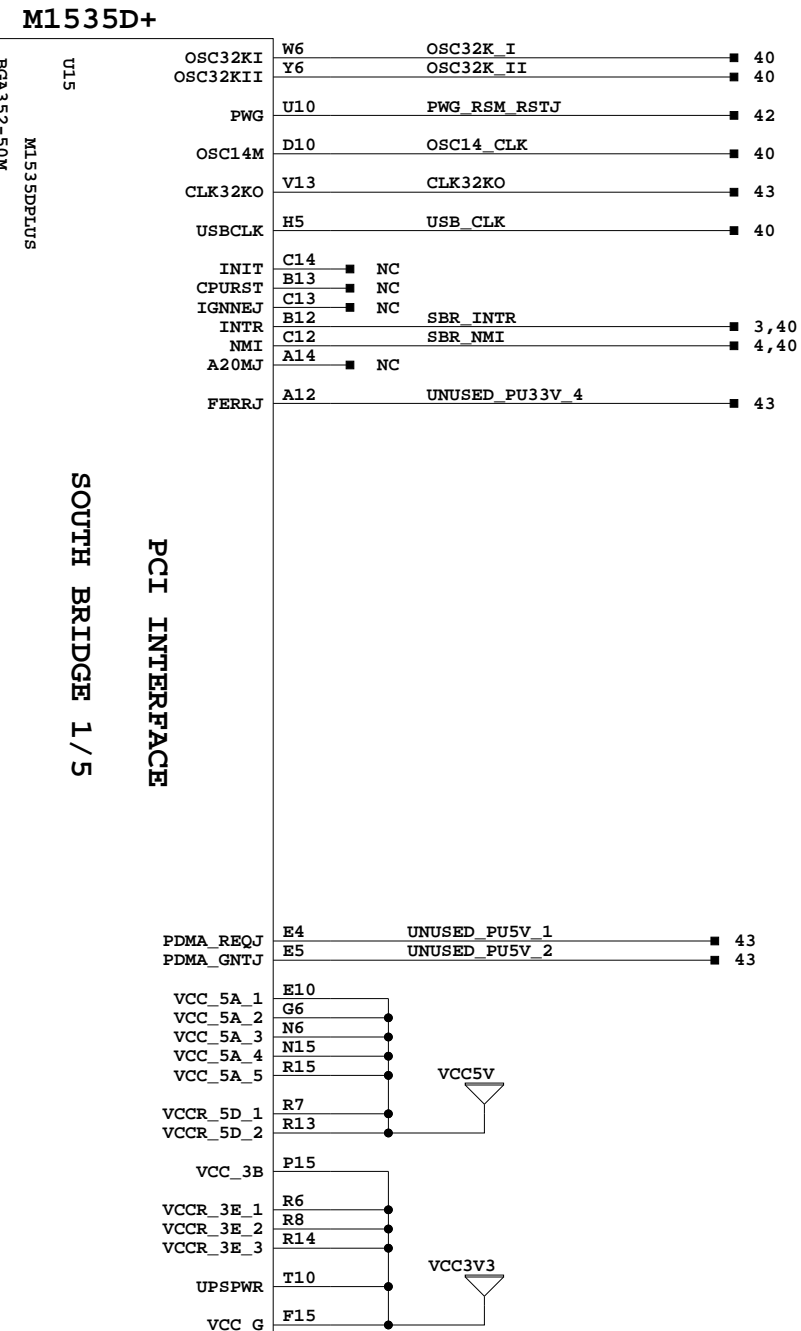 M1535D+
U15
BGA352-50M
M1535DPLUS
OSC32KI W6 OSC32K_I 40
OSC32KII Y6 OSC32K_II 40
PWG U10 PWG_RSM_RSTJ 42
OSC14M D10 OSC14_CLK 40
CLK32KO V13 CLK32KO 43
USBCLK H5 USB_CLK 40
INIT C14 NC
CPURST B13 NC
IGNNEJ C13 NC
INTR B12 SBR_INTR 3,40
NMI C12 SBR_NMI 4,40
A20MJ A14 NC
FERRJ A12 UNUSED_PU33V_4 43
SOUTH BRIDGE 1/5
PCI INTERFACE
PDMA_REQJ E4 UNUSED_PU5V_1 43
PDMA_GNTJ E5 UNUSED_PU5V_2 43
VCC_5A_1 E10
VCC_5A_2 G6
VCC_5A_3 N6
VCC_5A_4 N15
VCC_5A_5 R15
VCC5V
VCCR_5D_1 R7
VCCR_5D_2 R13
VCC_3B P15
VCCR_3E_1 R6
VCCR_3E_2 R8
VCCR_3E_3 R14
VCC3V3
UPSPWR T10
VCC_G F15